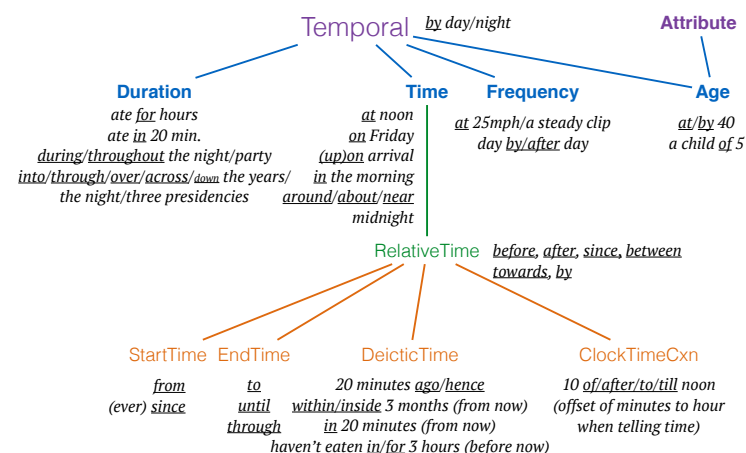 Temporal by day/night
Attribute
Duration
ate for hours
ate in 20 min.
during/throughout the night/party
into/through/over/across/down the years/
the night/three presidencies
Time
at noon
on Friday
(up)on arrival
in the morning
around/about/near
midnight
Frequency
at 25mph/a steady clip
day by/after day
Age
at/by 40
a child of 5
RelativeTime before, after, since, between
towards, by
StartTime
from
(ever) since
EndTime
to
until
through
DeicticTime
20 minutes ago/hence
within/inside 3 months (from now)
in 20 minutes (from now)
haven't eaten in/for 3 hours (before now)
ClockTimeCxn
10 of/after/to/till noon
(offset of minutes to hour
when telling time)